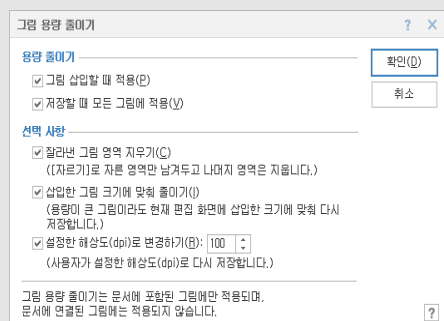 그림 용량 줄이기
용량 줄이기
그림 삽입할 때 적용(P)
확인(D)
저장할 때 모든 그림에 적용(V)
취소
선택 사항
잘라낸 그림 영역 지우기(C)
([자르기]로 자른 영역만 남겨두고 나머지 영역은 지웁니다.)
삽입한 그림 크기에 맞춰 줄이기(I)
(용량이 큰 그림이라도 현재 편집 화면에 삽입한 크기에 맞춰 다시
저장합니다.)
설정한 해상도(dpi)로 변경하기(R): 100
(사용자가 설정한 해상도(dpi)로 다시 저장합니다.)
그림 용량 줄이기는 문서에 포함된 그림에만 적용되며,
문서에 연결된 그림에는 적용되지 않습니다.